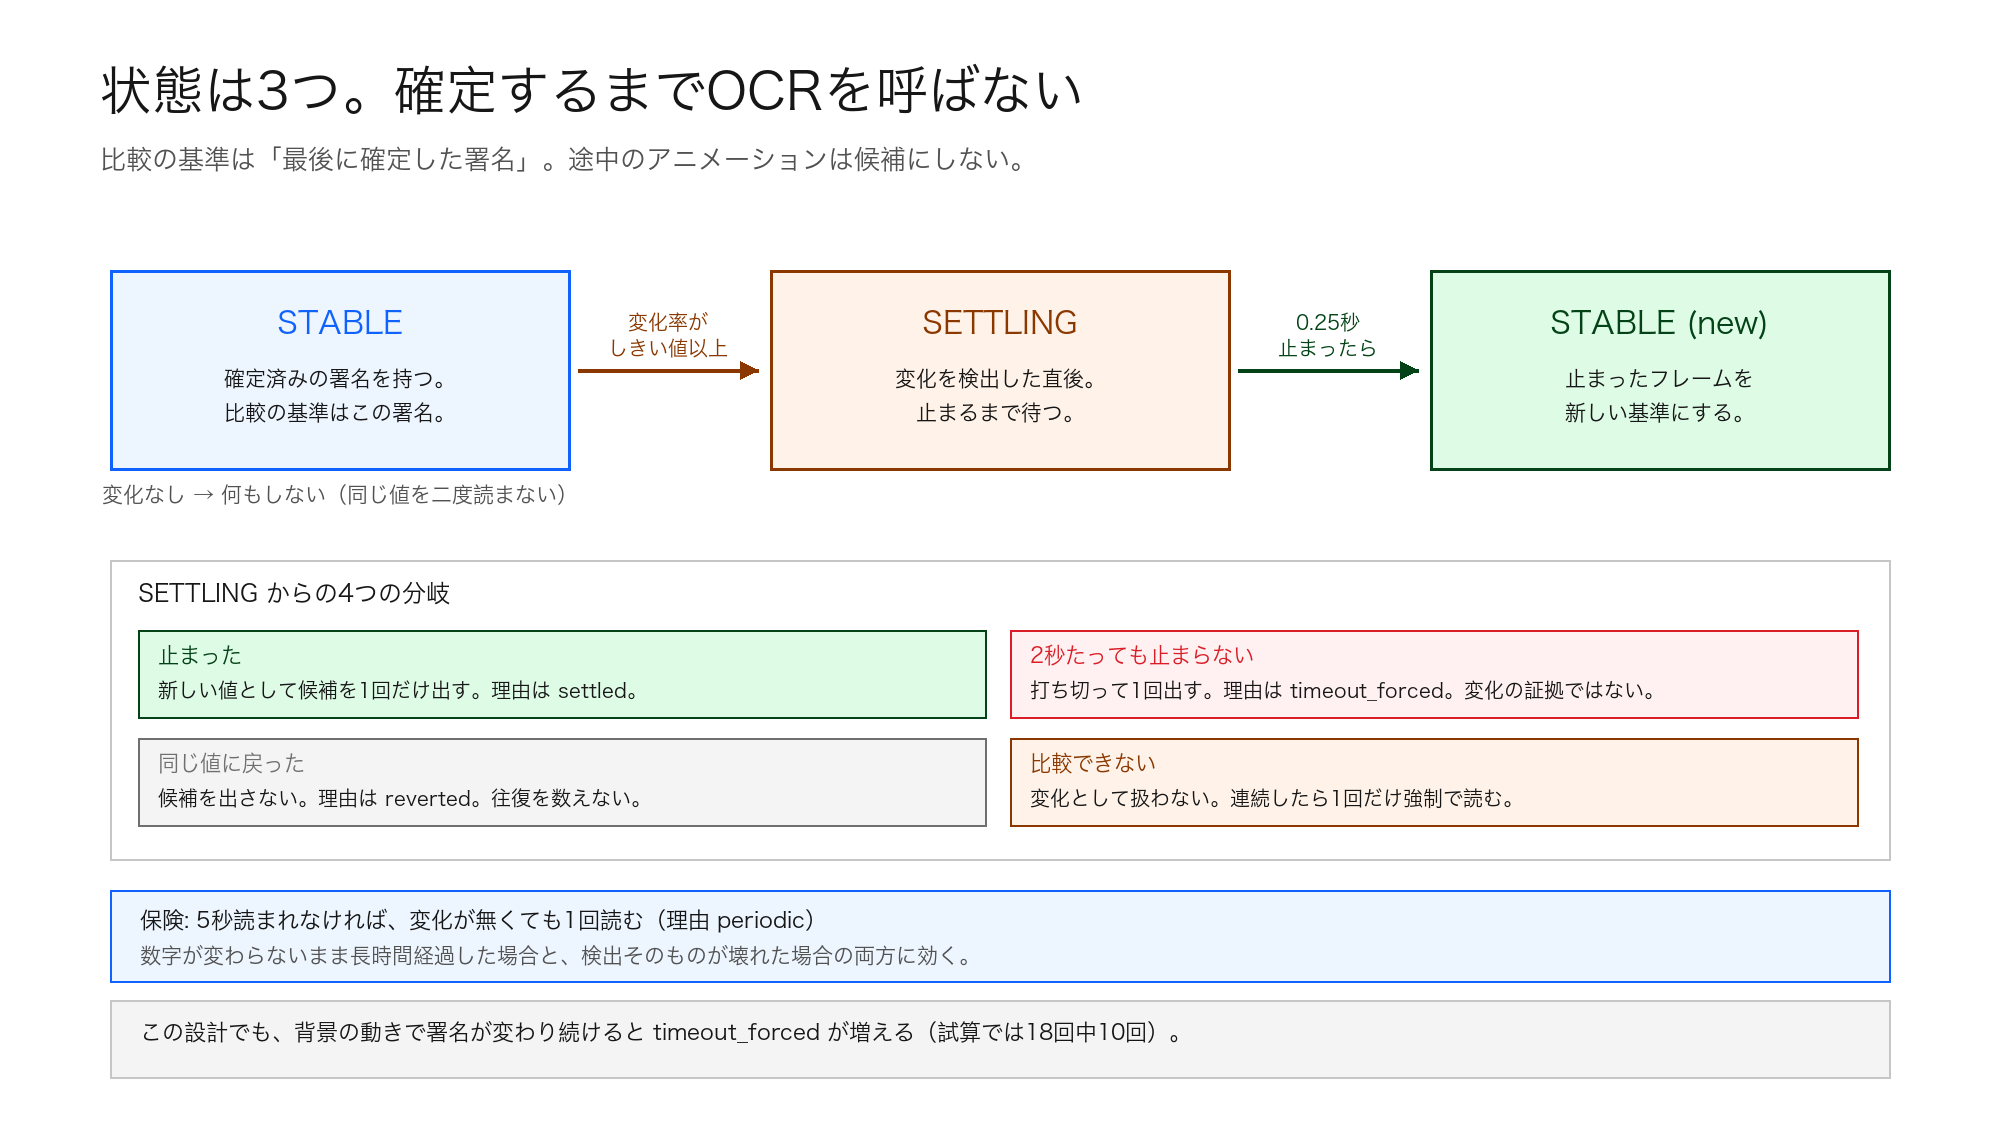 状態は3つ。確定するまでOCRを呼ばない
比較の基準は「最後に確定した署名」。途中のアニメーションは候補にしない。
STABLE
確定済みの署名を持つ。
比較の基準はこの署名。
変化率が
しきい値以上
SETTLING
変化を検出した直後。
止まるまで待つ。
0.25秒
止まったら
STABLE (new)
止まったフレームを
新しい基準にする。
変化なし → 何もしない（同じ値を二度読まない）
SETTLING からの4つの分岐
止まった
新しい値として候補を1回だけ出す。理由は settled。
2秒たっても止まらない
打ち切って1回出す。理由は timeout_forced。変化の証拠ではない。
同じ値に戻った
候補を出さない。理由は reverted。往復を数えない。
比較できない
変化として扱わない。連続したら1回だけ強制で読む。
保険: 5秒読まれなければ、変化が無くても1回読む（理由 periodic）
数字が変わらないまま長時間経過した場合と、検出そのものが壊れた場合の両方に効く。
この設計でも、背景の動きで署名が変わり続けると timeout_forced が増える（試算では18回中10回）。